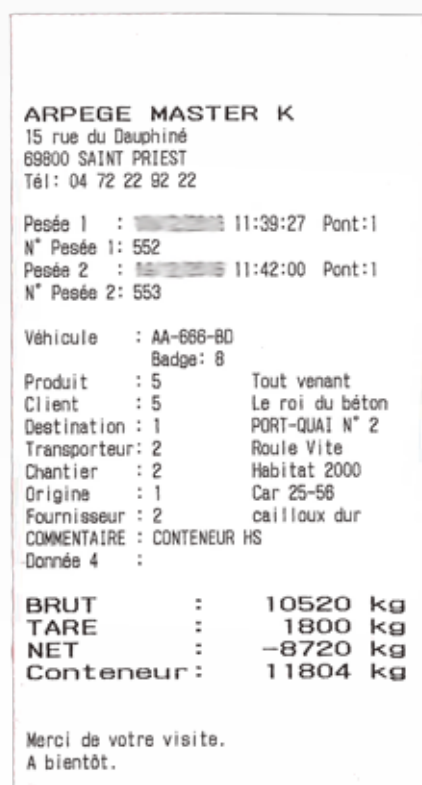 ARPEGE MASTER K
15 rue du Dauphiné
69800 SAINT PRIEST
Tél: 04 72 22 92 22
Pesée 1 : 11:39:27 Pont:1
N° Pesée 1: 552
Pesée 2 : 11:42:00 Pont:1
N° Pesée 2: 553
Véhicule : AA-666-BD
Badge: 8
Produit : 5 Tout venant
Client : 5 Le roi du béton
Destination : 1 PORT-QUAI N° 2
Transporteur: 2 Roule Vite
Chantier : 2 Habitat 2000
Origine : 1 Car 25-56
Fournisseur : 2 cailloux dur
COMMENTAIRE : CONTENEUR HS
Donnée 4 :
BRUT : 10520 kg
TARE : 1800 kg
NET : -8720 kg
Conteneur: 11804 kg
Merci de votre visite.
A bientôt.